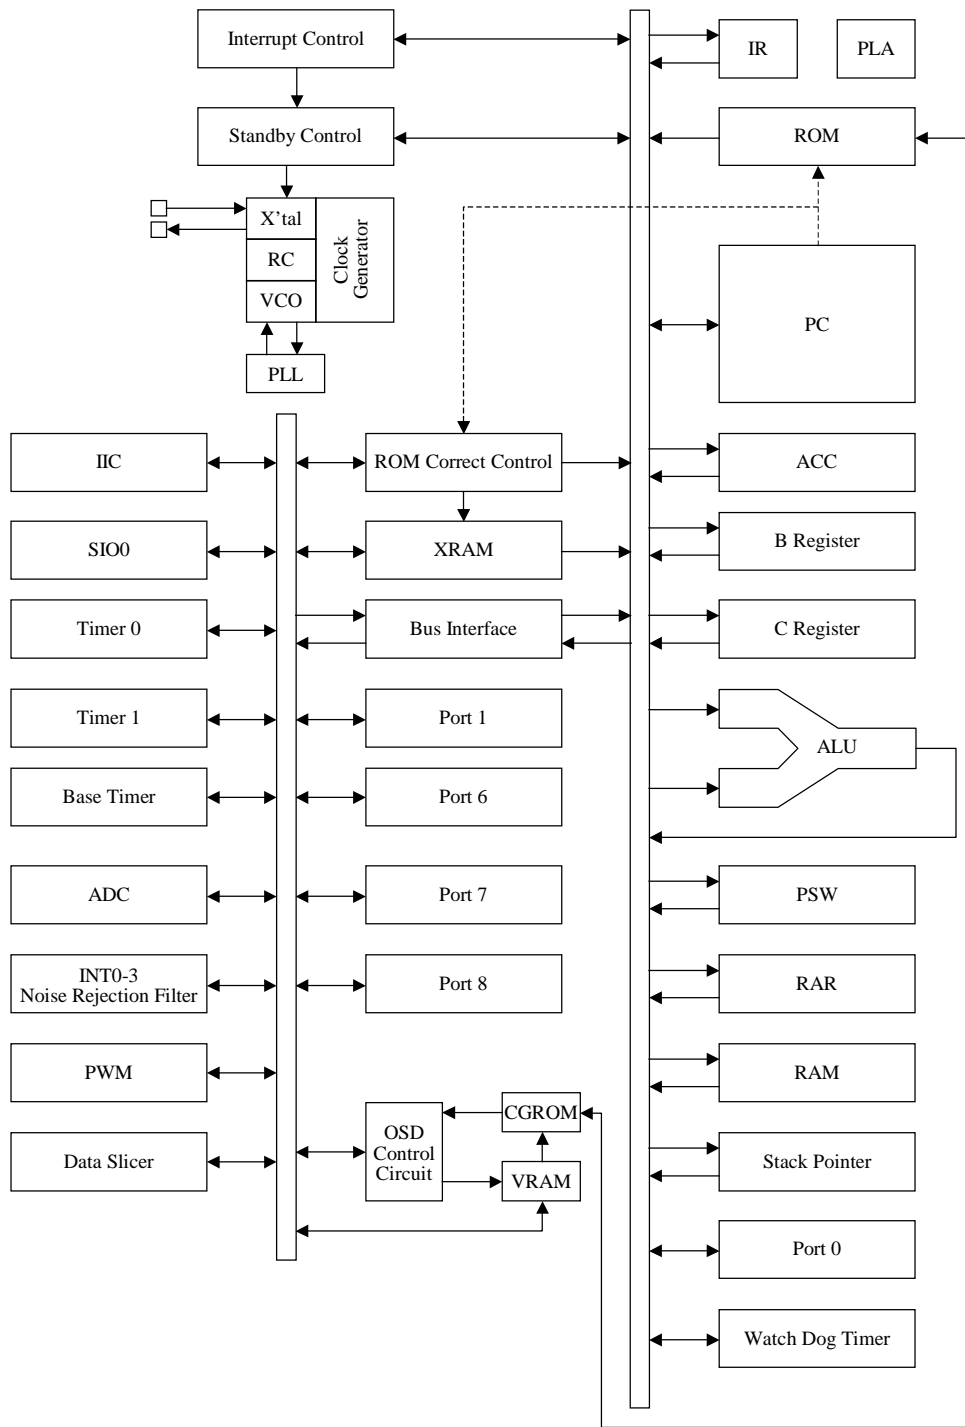 Interrupt Control
IR
PLA
Standby Control
ROM
X'tal
RC
VCO
Clock
Generator
PC
PLL
IIC
ROM Correct Control
ACC
SIO0
XRAM
B Register
Timer 0
Bus Interface
C Register
Timer 1
Port 1
ALU
Base Timer
Port 6
ADC
Port 7
PSW
INT0-3
Noise Rejection Filter
Port 8
RAR
PWM
OSD
Control
Circuit
CGROM
RAM
Data Slicer
VRAM
Stack Pointer
Port 0
Watch Dog Timer